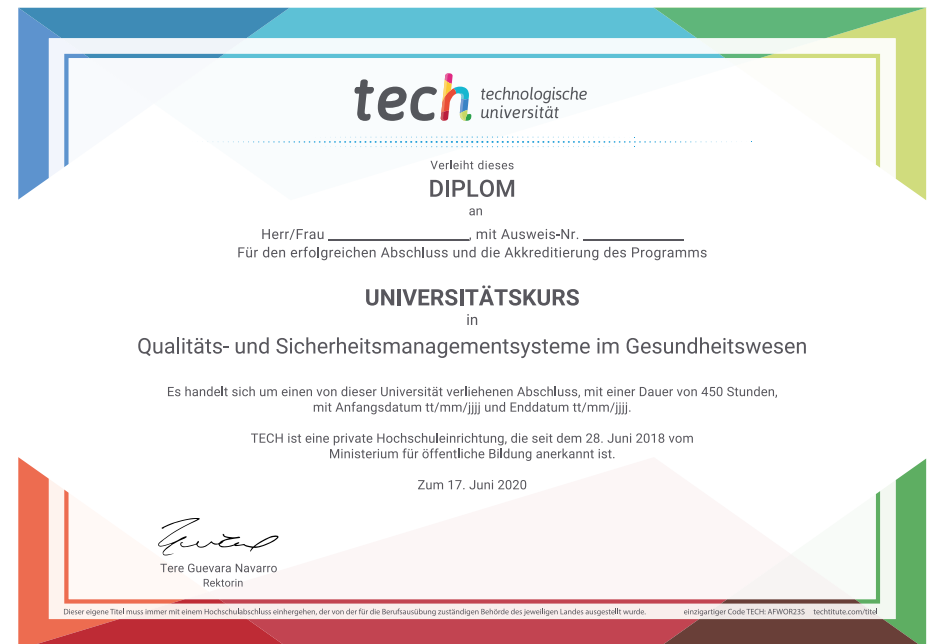 tech technologische
universität
Verleiht dieses
DIPLOM
an
Herr/Frau ____________________, mit Ausweis-Nr. ______________
Für den erfolgreichen Abschluss und die Akkreditierung des Programms
UNIVERSITÄTSKURS
in
Qualitäts- und Sicherheitsmanagementsysteme im Gesundheitswesen
Es handelt sich um einen von dieser Universität verliehenen Abschluss, mit einer Dauer von 450 Stunden,
mit Anfangsdatum tt/mm/jjjj und Enddatum tt/mm/jjjj.
TECH ist eine private Hochschuleinrichtung, die seit dem 28. Juni 2018 vom
Ministerium für öffentliche Bildung anerkannt ist.
Zum 17. Juni 2020
Tere Guevara Navarro
Rektorin
Dieser eigene Titel muss immer mit einem Hochschulabschluss einhergehen, der von der für die Berufsausübung zuständigen Behörde des jeweiligen Landes ausgestellt wurde. einzigartiger Code TECH: AFWOR23S techtitute.com/titel